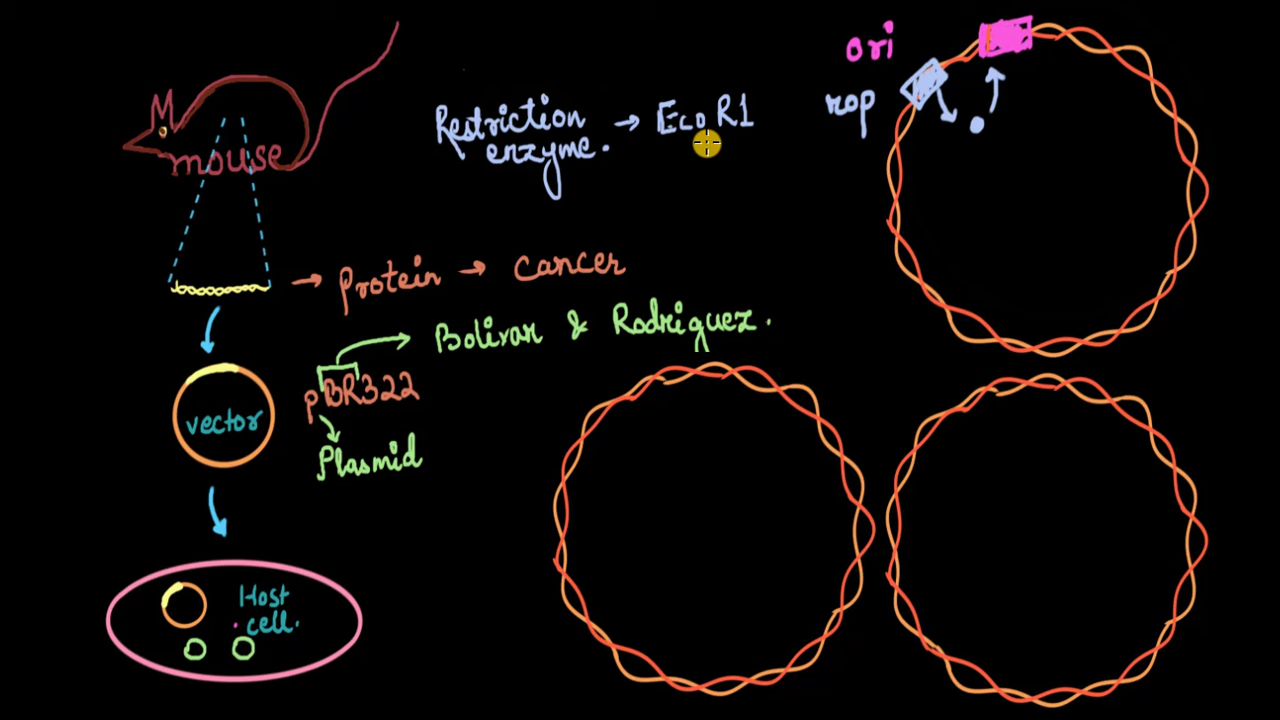 mouse
Restriction → EcoR1
enzyme.
ori
rop
→ Protein → Cancer
Bolivar & Rodriguez.
pBR322
Plasmid
vector
Host
cell.